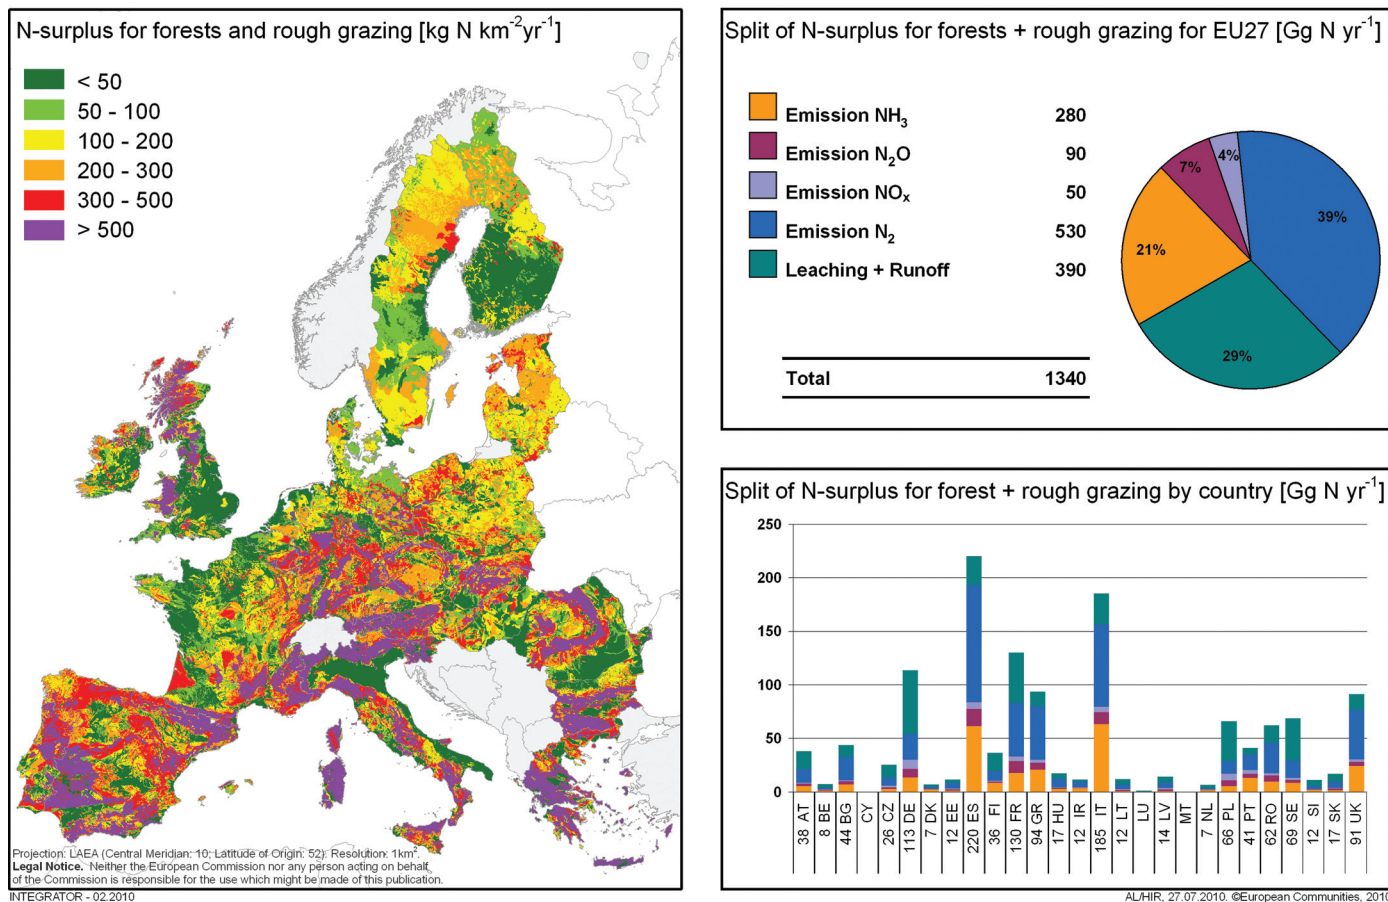 N-surplus for forests and rough grazing [kg N km⁻²yr⁻¹]
< 50
50 - 100
100 - 200
200 - 300
300 - 500
> 500
Projection: LAEA (Central Meridian: 10; Latitude of Origin: 52). Resolution: 1km².
Legal Notice. Neither the European Commission nor any person acting on behalf
of the Commission is responsible for the use which might be made of this publication.
INTEGRATOR - 02.2010
Split of N-surplus for forests + rough grazing for EU27 [Gg N yr⁻¹]
Emission NH₃ 280
Emission N₂O 90
Emission NOₓ 50
Emission N₂ 530
Leaching + Runoff 390
Total 1340
4%
7%
39%
21%
29%
Split of N-surplus for forest + rough grazing by country [Gg N yr⁻¹]
250
200
150
100
50
0
38 AT
8 BE
44 BG
CY
26 CZ
113 DE
7 DK
12 EE
220 ES
36 FI
130 FR
94 GR
17 HU
12 IR
185 IT
12 LT
LU
14 LV
MT
7 NL
66 PL
41 PT
62 RO
69 SE
12 SI
17 SK
91 UK
AL/HIR, 27.07.2010. ©European Communities, 2010